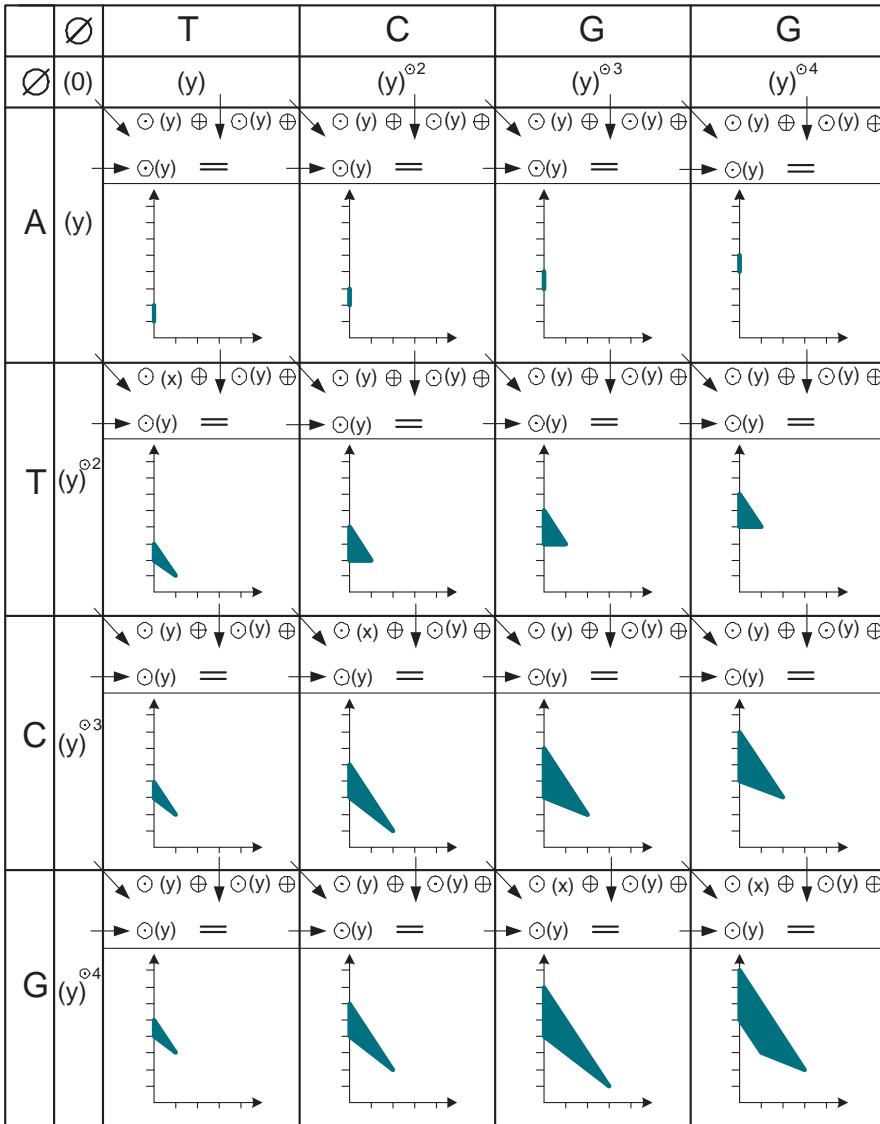 ∅ T C G G
∅ (0) (y) (y)^⊙2 (y)^⊙3 (y)^⊙4
⊙ (y) ⊕ ⊙(y) ⊕ ⊙ (y) ⊕ ⊙(y) ⊕ ⊙ (y) ⊕ ⊙(y) ⊕ ⊙ (y) ⊕ ⊙(y) ⊕
⊙(y) = ⊙(y) = ⊙(y) = ⊙(y) =
A (y)
⊙ (x) ⊕ ⊙(y) ⊕ ⊙ (y) ⊕ ⊙(y) ⊕ ⊙ (y) ⊕ ⊙(y) ⊕ ⊙ (y) ⊕ ⊙(y) ⊕
⊙(y) = ⊙(y) = ⊙(y) = ⊙(y) =
T (y)^⊙2
⊙ (y) ⊕ ⊙(y) ⊕ ⊙ (x) ⊕ ⊙(y) ⊕ ⊙ (y) ⊕ ⊙(y) ⊕ ⊙ (y) ⊕ ⊙(y) ⊕
⊙(y) = ⊙(y) = ⊙(y) = ⊙(y) =
C (y)^⊙3
⊙ (y) ⊕ ⊙(y) ⊕ ⊙ (y) ⊕ ⊙(y) ⊕ ⊙ (x) ⊕ ⊙(y) ⊕ ⊙ (x) ⊕ ⊙(y) ⊕
⊙(y) = ⊙(y) = ⊙(y) = ⊙(y) =
G (y)^⊙4